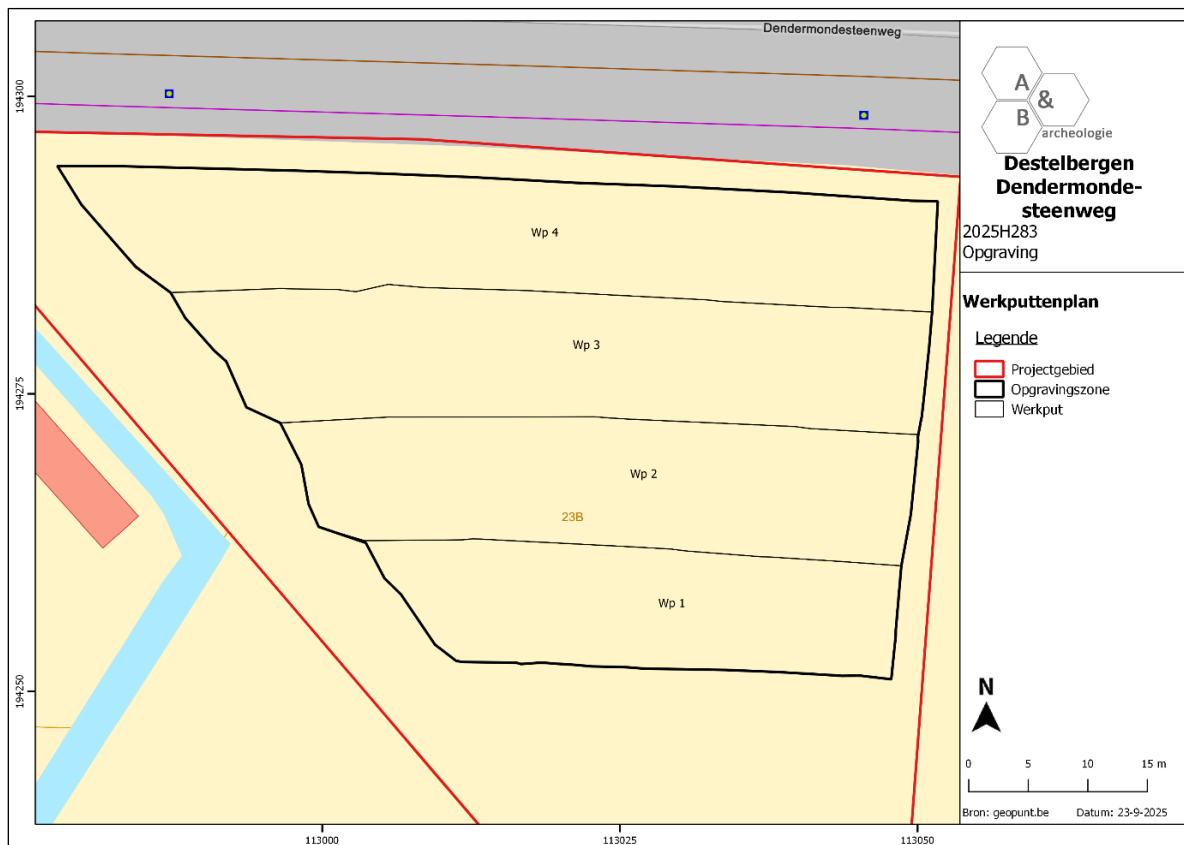 Dendermondesteenweg
194300
194275
194250
Wp 4
Wp 3
Wp 2
23B
Wp 1
113000
113025
113050
A
&
B
archeologie
Destelbergen
Dendermonde-
steenweg
2025H283
Opgraving
Werkputtenplan
Legende
Projectgebied
Opgravingszone
Werkput
N
0 5 10 15 m
Bron: geopunt.be Datum: 23-9-2025